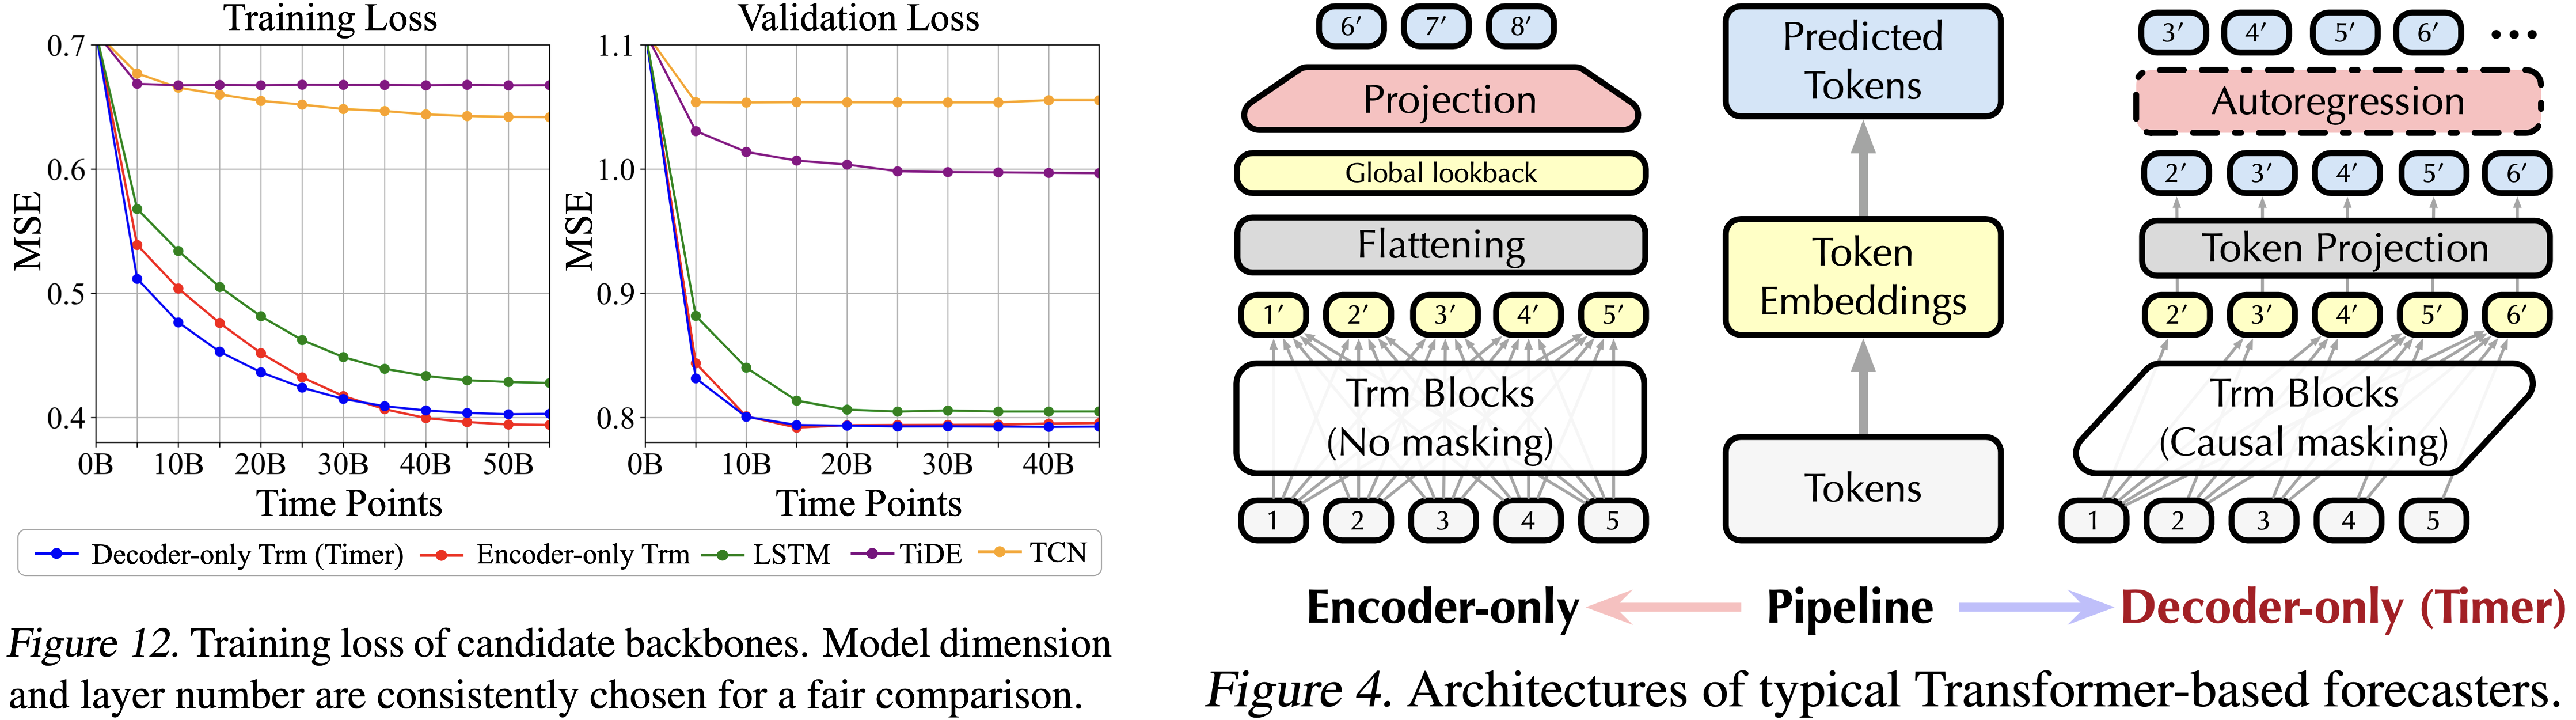 Training Loss
0.7
0.6
0.5
0.4
MSE
0B 10B 20B 30B 40B 50B
Time Points
Validation Loss
1.1
1.0
0.9
0.8
MSE
0B 10B 20B 30B 40B
Time Points
Decoder-only Trm (Timer) Encoder-only Trm LSTM TiDE TCN
Figure 12. Training loss of candidate backbones. Model dimension
and layer number are consistently chosen for a fair comparison.
6′ 7′ 8′
Projection
Global lookback
Flattening
1′ 2′ 3′ 4′ 5′
Trm Blocks
(No masking)
1 2 3 4 5
Encoder-only
Predicted
Tokens
Token
Embeddings
Tokens
Pipeline
3′ 4′ 5′ 6′ •••
Autoregression
2′ 3′ 4′ 5′ 6′
Token Projection
2′ 3′ 4′ 5′ 6′
Trm Blocks
(Causal masking)
1 2 3 4 5
Decoder-only (Timer)
Figure 4. Architectures of typical Transformer-based forecasters.